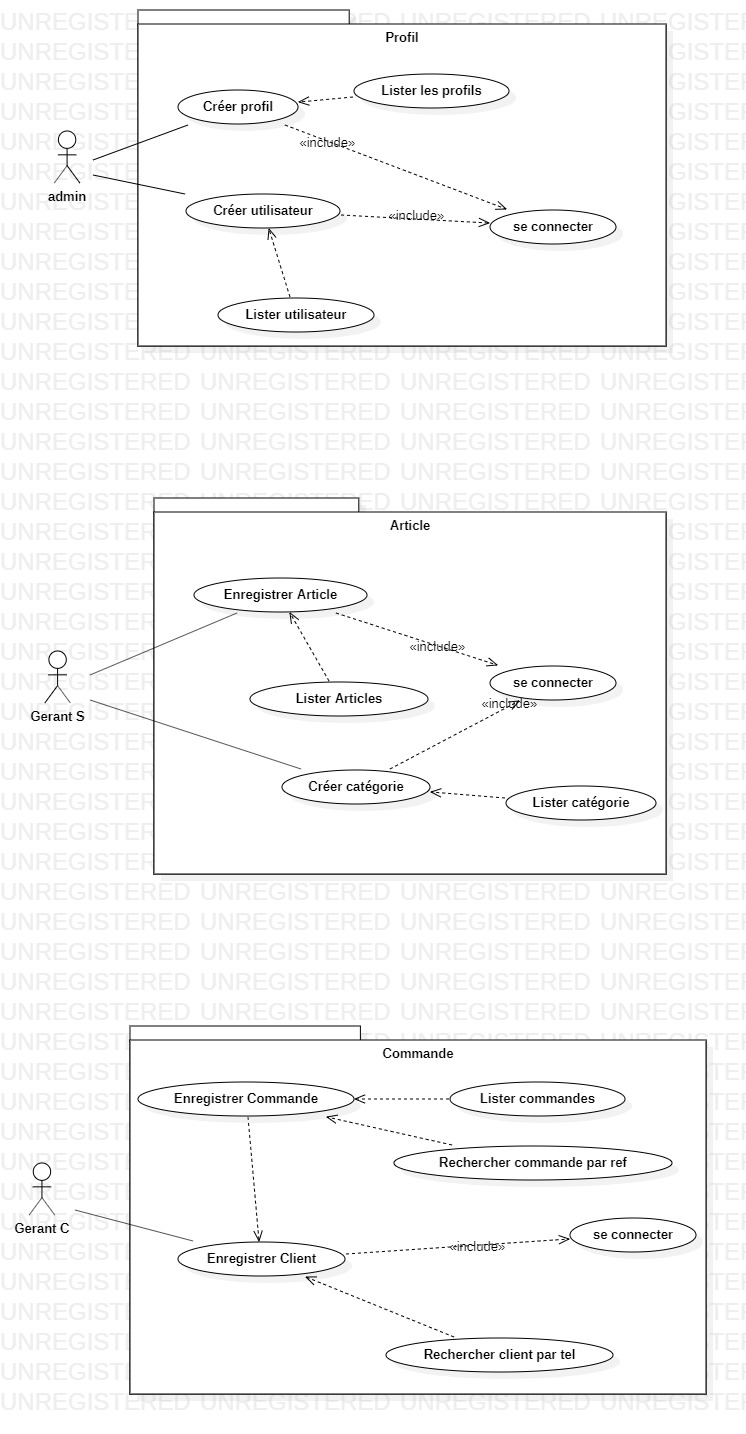 Profil
Lister les profils
Créer profil
«include»
admin
Créer utilisateur
«include»
se connecter
Lister utilisateur
Article
Enregistrer Article
«include»
se connecter
Lister Articles
«include»
Gerant S
Créer catégorie
Lister catégorie
Commande
Enregistrer Commande
Lister commandes
Rechercher commande par ref
Gerant C
se connecter
«include»
Enregistrer Client
Rechercher client par tel
UNREGISTERED UNREGISTERED UNREGISTERED UNREGISTERED